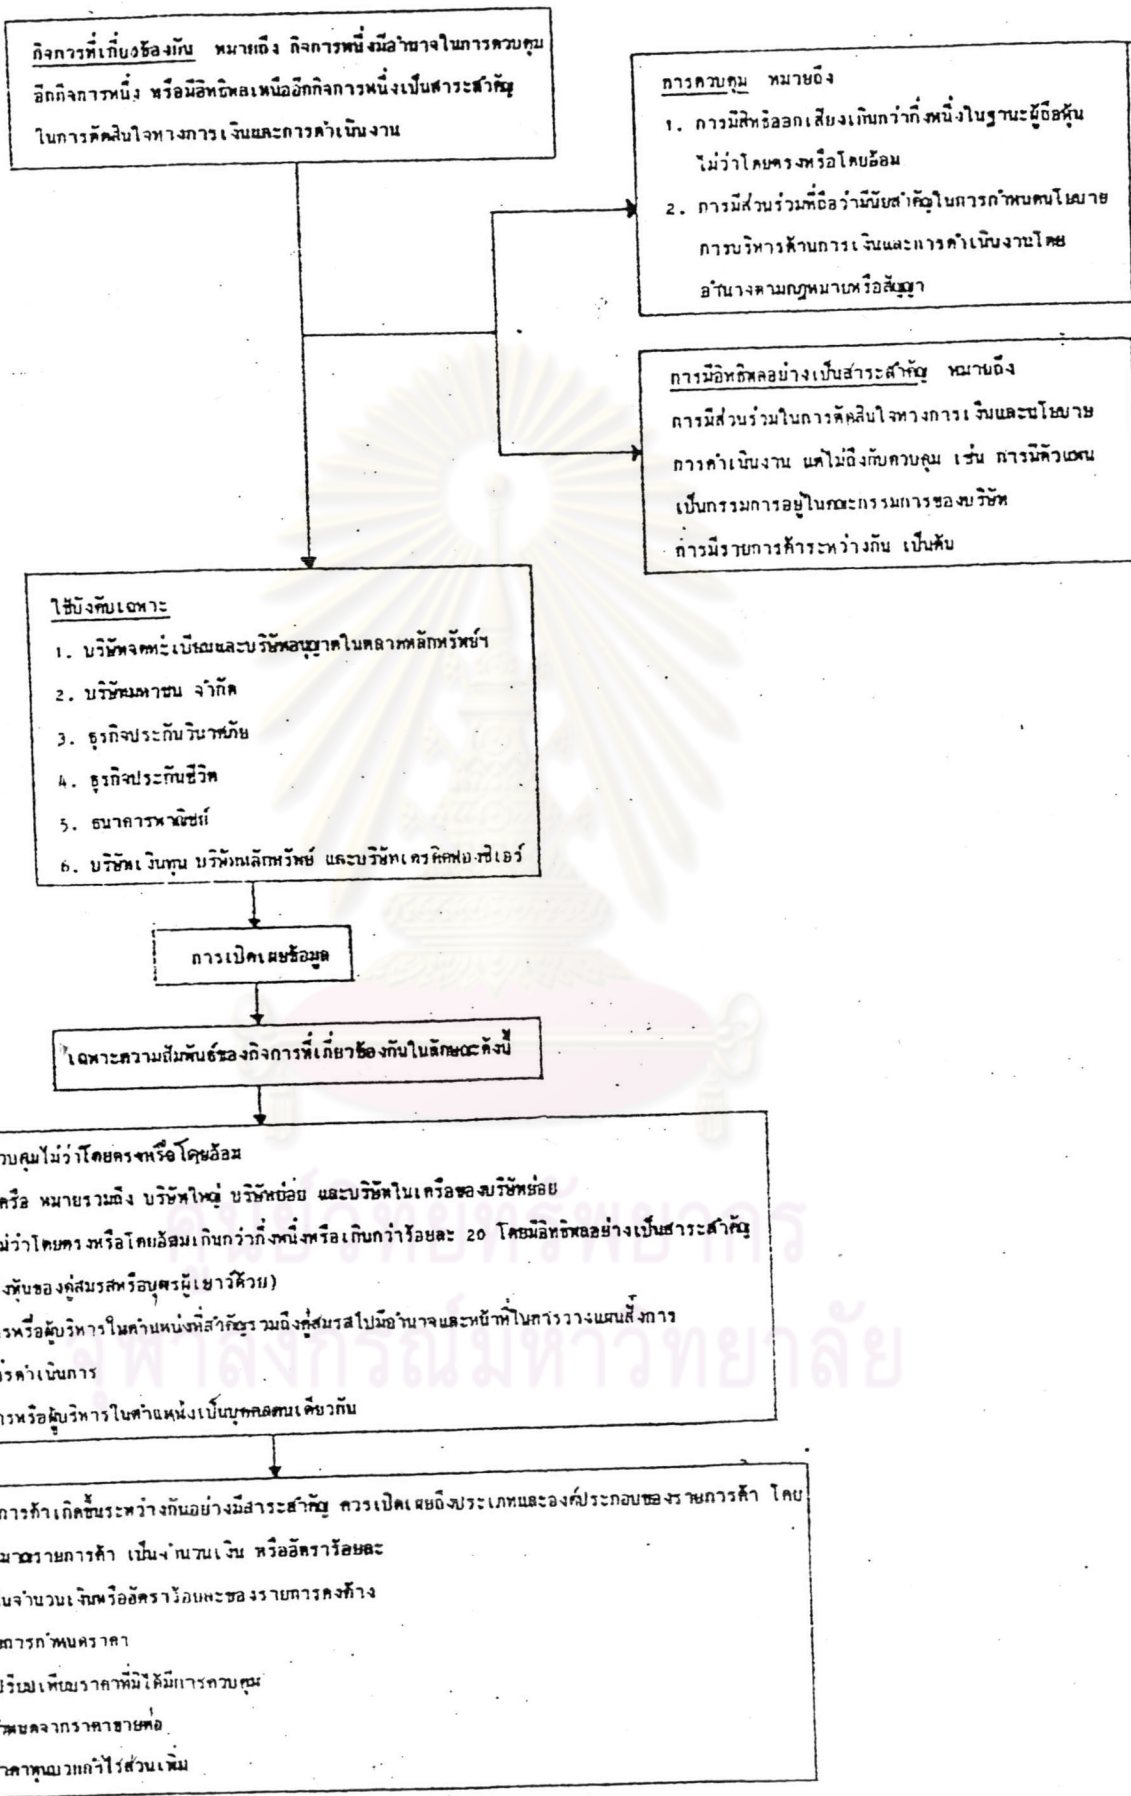 กิจการที่เกี่ยวข้องกัน หมายถึง กิจการหนึ่งมีอำนาจในการควบคุม
อีกกิจการหนึ่ง หรือมีอิทธิพลเหนืออีกกิจการหนึ่งเป็นสาระสำคัญ
ในการตัดสินใจทางการเงินและการดำเนินงาน
การควบคุม หมายถึง
1. การมีสิทธิออกเสียงเกินกว่ากึ่งหนึ่งในฐานะผู้ถือหุ้น
ไม่ว่าโดยตรงหรือโดยอ้อม
2. การมีส่วนร่วมที่ถือว่ามีนัยสำคัญในการกำหนดนโยบาย
การบริหารด้านการเงินและการดำเนินงานโดย
อำนาจตามกฎหมายหรือสัญญา
การมีอิทธิพลอย่างเป็นสาระสำคัญ หมายถึง
การมีส่วนร่วมในการตัดสินใจทางการเงินและนโยบาย
การดำเนินงาน แต่ไม่ถึงกับควบคุม เช่น การมีตัวแทน
เป็นกรรมการอยู่ในคณะกรรมการของบริษัท
การมีรายการค้าระหว่างกัน เป็นต้น
ใช้บังคับเฉพาะ
1. บริษัทจดทะเบียนและบริษัทอนุญาตในตลาดหลักทรัพย์ฯ
2. บริษัทมหาชน จำกัด
3. ธุรกิจประกันวินาศภัย
4. ธุรกิจประกันชีวิต
5. ธนาคารพาณิชย์
6. บริษัทเงินทุน บริษัทหลักทรัพย์ และบริษัทเครดิตฟองซิเอร์
การเปิดเผยข้อมูล
เฉพาะความสัมพันธ์ของกิจการที่เกี่ยวข้องกันในลักษณะดังนี้
วบคุมไม่ว่าโดยตรงหรือโดยอ้อม
ครือ หมายรวมถึง บริษัทใหญ่ บริษัทย่อย และบริษัทในเครือของบริษัทย่อย
ม่ว่าโดยตรงหรือโดยอ้อมเกินกว่ากึ่งหนึ่งหรือเกินกว่าร้อยละ 20 โดยมีอิทธิพลอย่างเป็นสาระสำคัญ
งหุ้นของคู่สมรสหรือบุตรผู้เยาว์ด้วย)
รหรือผู้บริหารในตำแหน่งที่สำคัญรวมถึงคู่สมรสไปมีอำนาจและหน้าที่ในการวางแผนสั่งการ
รดำเนินการ
ารหรือผู้บริหารในตำแหน่งเป็นบุคคลคนเดียวกัน
การค้าเกิดขึ้นระหว่างกันอย่างมีสาระสำคัญ ควรเปิดเผยถึงประเภทและองค์ประกอบของรายการค้า โดย
มาณรายการค้า เป็นจำนวนเงิน หรืออัตราร้อยละ
นจำนวนเงินหรืออัตราร้อยละของรายการคงค้าง
ยการกำหนดราคา
ปรียบเทียบราคาที่มิได้มีการควบคุม
ำหนดจากราคาขายต่อ
าคาทุนบวกกำไรส่วนเพิ่ม
ศูนย์วิทยทรัพยากร
จุฬาลงกรณ์มหาวิทยาลัย